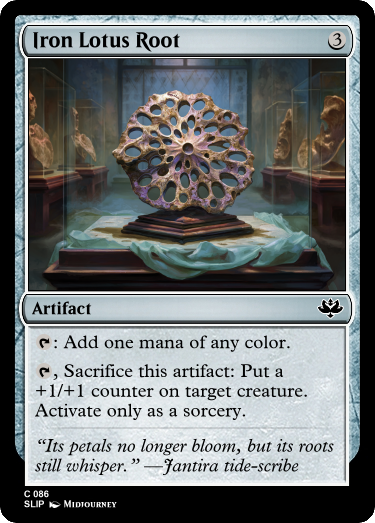 Iron Lotus Root 3
Artifact
: Add one mana of any color.
, Sacrifice this artifact: Put a
+1/+1 counter on target creature.
Activate only as a sorcery.
“Its petals no longer bloom, but its roots
still whisper.” —Jantira tide-scribe
C 086
SLIP Midjourney